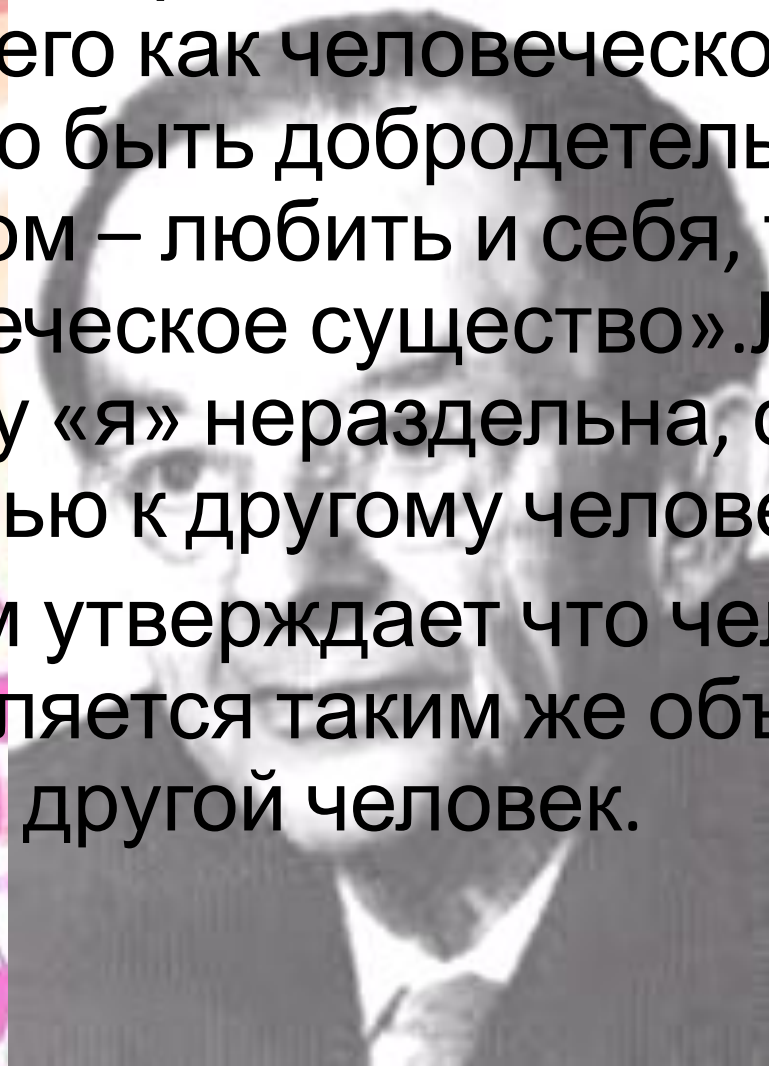 его как человеческо
о быть добродетель
ом – любить и себя,
еческое существо».Л
у «я» нераздельна, с
ью к другому челове
м утверждает что чел
ляется таким же объ
другой человек.